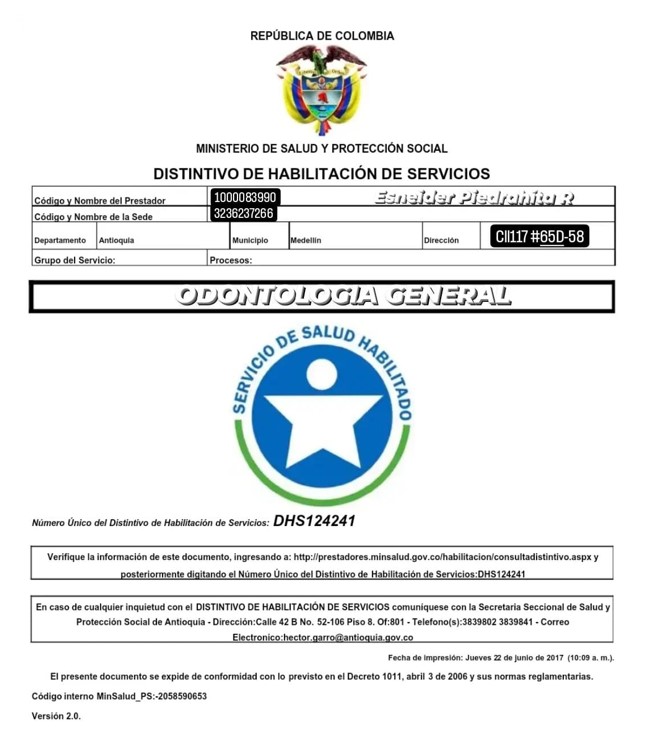 REPÚBLICA DE COLOMBIA
MINISTERIO DE SALUD Y PROTECCIÓN SOCIAL
DISTINTIVO DE HABILITACIÓN DE SERVICIOS
Código y Nombre del Prestador 1000083990 Esneider Piedrahita R
Código y Nombre de la Sede 3236237266
Departamento Antioquia Municipio Medellin Dirección Cll117 #65D-58
Grupo del Servicio: Procesos:
ODONTOLOGIA GENERAL
SERVICIO DE SALUD HABILITADO
Número Único del Distintivo de Habilitación de Servicios: DHS124241
Verifique la información de este documento, ingresando a: http://prestadores.minsalud.gov.co/habilitacion/consultadistintivo.aspx y
posteriormente digitando el Número Único del Distintivo de Habilitación de Servicios:DHS124241
En caso de cualquier inquietud con el DISTINTIVO DE HABILITACIÓN DE SERVICIOS comuniquese con la Secretaria Seccional de Salud y
Protección Social de Antioquia - Dirección:Calle 42 B No. 52-106 Piso 8. Of:801 - Telefono(s):3839802 3839841 - Correo
Electronico:hector.garro@antioquia.gov.co
Fecha de impresión: Jueves 22 de junio de 2017 (10:09 a. m.).
El presente documento se expide de conformidad con lo previsto en el Decreto 1011, abril 3 de 2006 y sus normas reglamentarias.
Código interno MinSalud_PS:-2058590653
Versión 2.0.